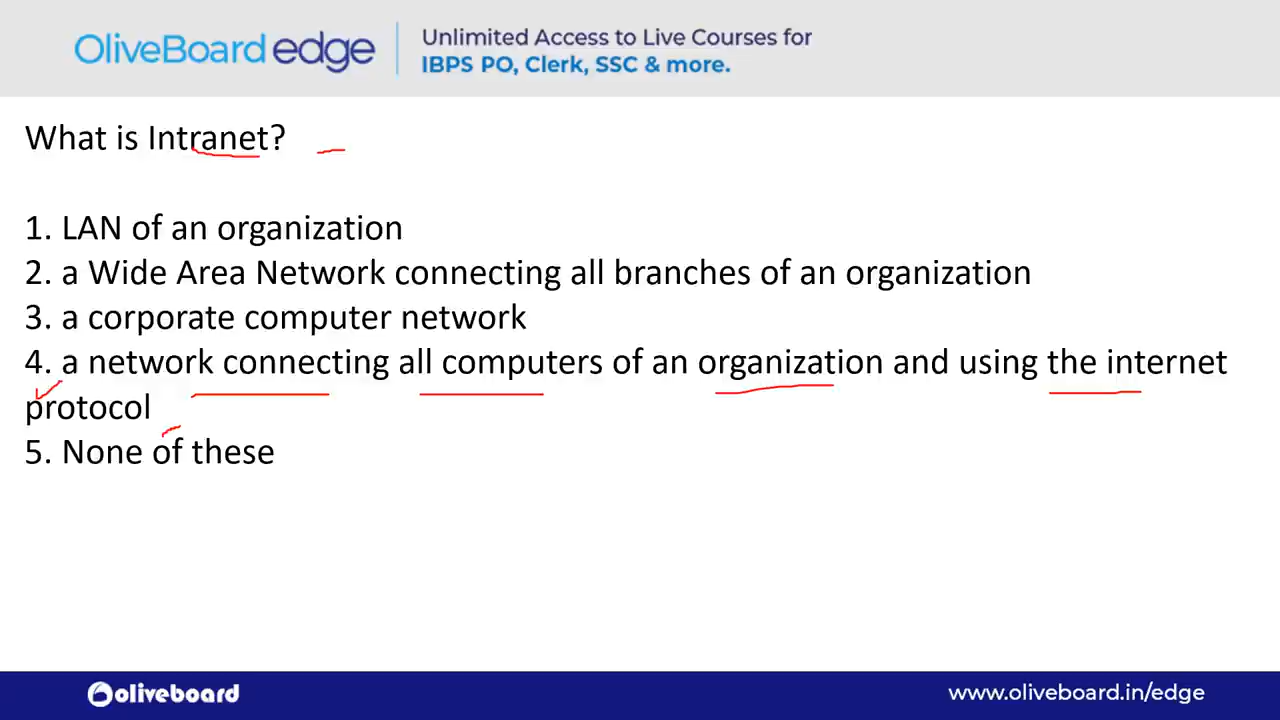 OliveBoard edge
Unlimited Access to Live Courses for
IBPS PO, Clerk, SSC & more.
What is Intranet?
1. LAN of an organization
2. a Wide Area Network connecting all branches of an organization
3. a corporate computer network
4. a network connecting all computers of an organization and using the internet
protocol
5. None of these
oliveboard
www.oliveboard.in/edge